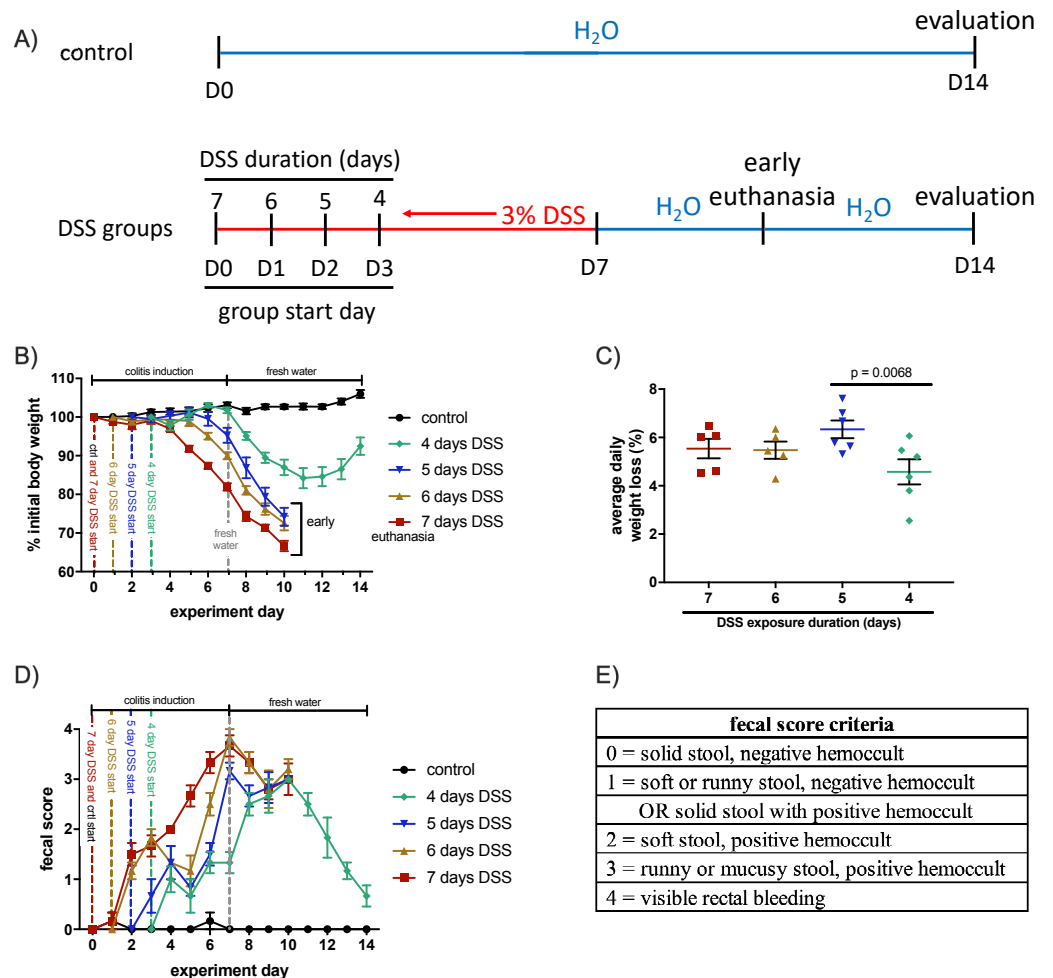 A)
control
H₂O
evaluation
D0
D14
DSS duration (days)
7 6 5 4
early
euthanasia
evaluation
DSS groups
3% DSS
H₂O
H₂O
D0 D1 D2 D3
D7
D14
group start day
B)
colitis induction
fresh water
110
100
90
80
70
60
% initial body weight
ctrl and 7 day DSS start
6 day DSS start
5 day DSS start
4 day DSS start
fresh
water
early
euthanasia
0 2 4 6 8 10 12 14
experiment day
control
4 days DSS
5 days DSS
6 days DSS
7 days DSS
C)
p = 0.0068
8
6
4
2
0
average daily
weight loss (%)
7 6 5 4
DSS exposure duration (days)
D)
colitis induction
fresh water
4
3
2
1
0
fecal score
7 day DSS and crtl start
6 day DSS start
5 day DSS start
4 day DSS start
0 2 4 6 8 10 12 14
experiment day
control
4 days DSS
5 days DSS
6 days DSS
7 days DSS
E)
fecal score criteria
0 = solid stool, negative hemoccult
1 = soft or runny stool, negative hemoccult
OR solid stool with positive hemoccult
2 = soft stool, positive hemoccult
3 = runny or mucusy stool, positive hemoccult
4 = visible rectal bleeding